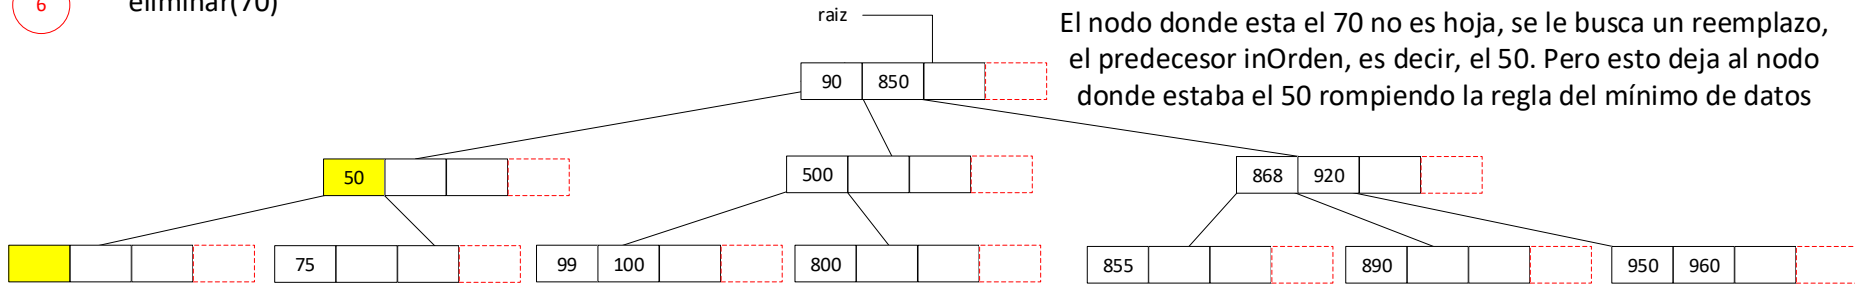 6
eliminar(70)
raiz
El nodo donde esta el 70 no es hoja, se le busca un reemplazo,
el predecesor inOrden, es decir, el 50. Pero esto deja al nodo
donde estaba el 50 rompiendo la regla del mínimo de datos
90 850
50
500
868 920
75
99 100
800
855
890
950 960